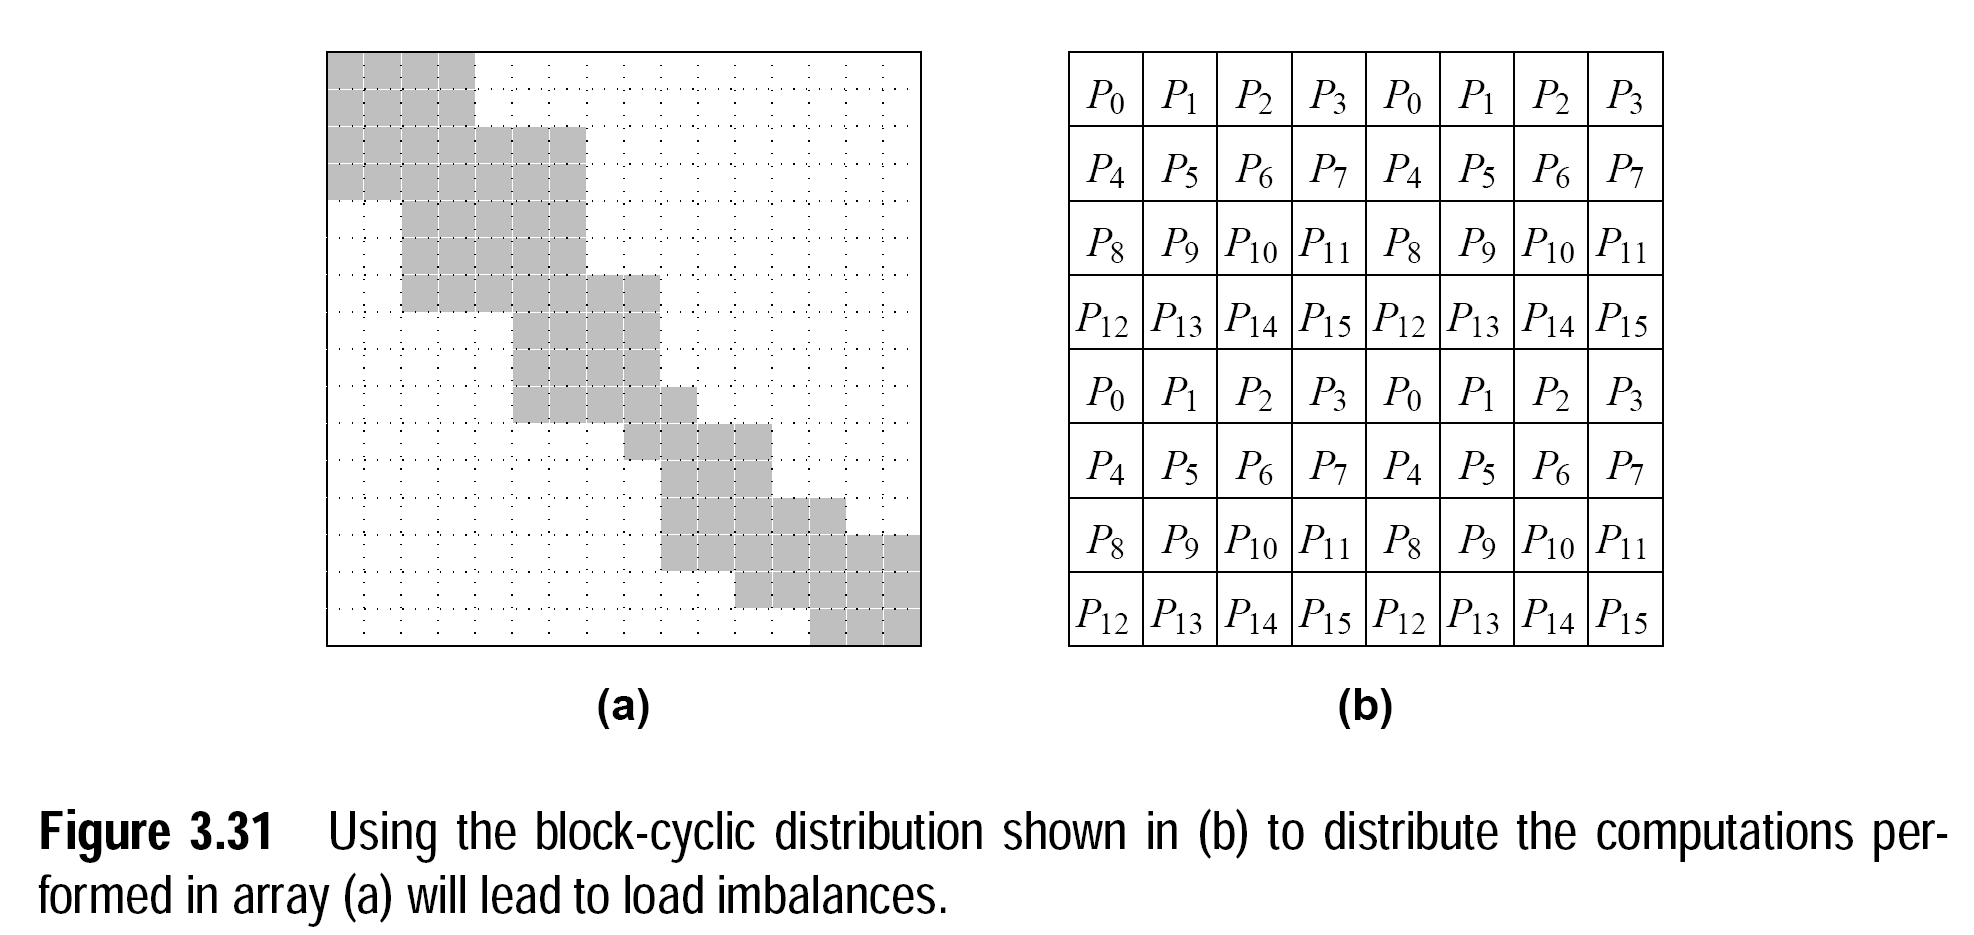 P0 P1 P2 P3 P0 P1 P2 P3
P4 P5 P6 P7 P4 P5 P6 P7
P8 P9 P10 P11 P8 P9 P10 P11
P12 P13 P14 P15 P12 P13 P14 P15
P0 P1 P2 P3 P0 P1 P2 P3
P4 P5 P6 P7 P4 P5 P6 P7
P8 P9 P10 P11 P8 P9 P10 P11
P12 P13 P14 P15 P12 P13 P14 P15
(a) (b)
Figure 3.31 Using the block-cyclic distribution shown in (b) to distribute the computations per-
formed in array (a) will lead to load imbalances.